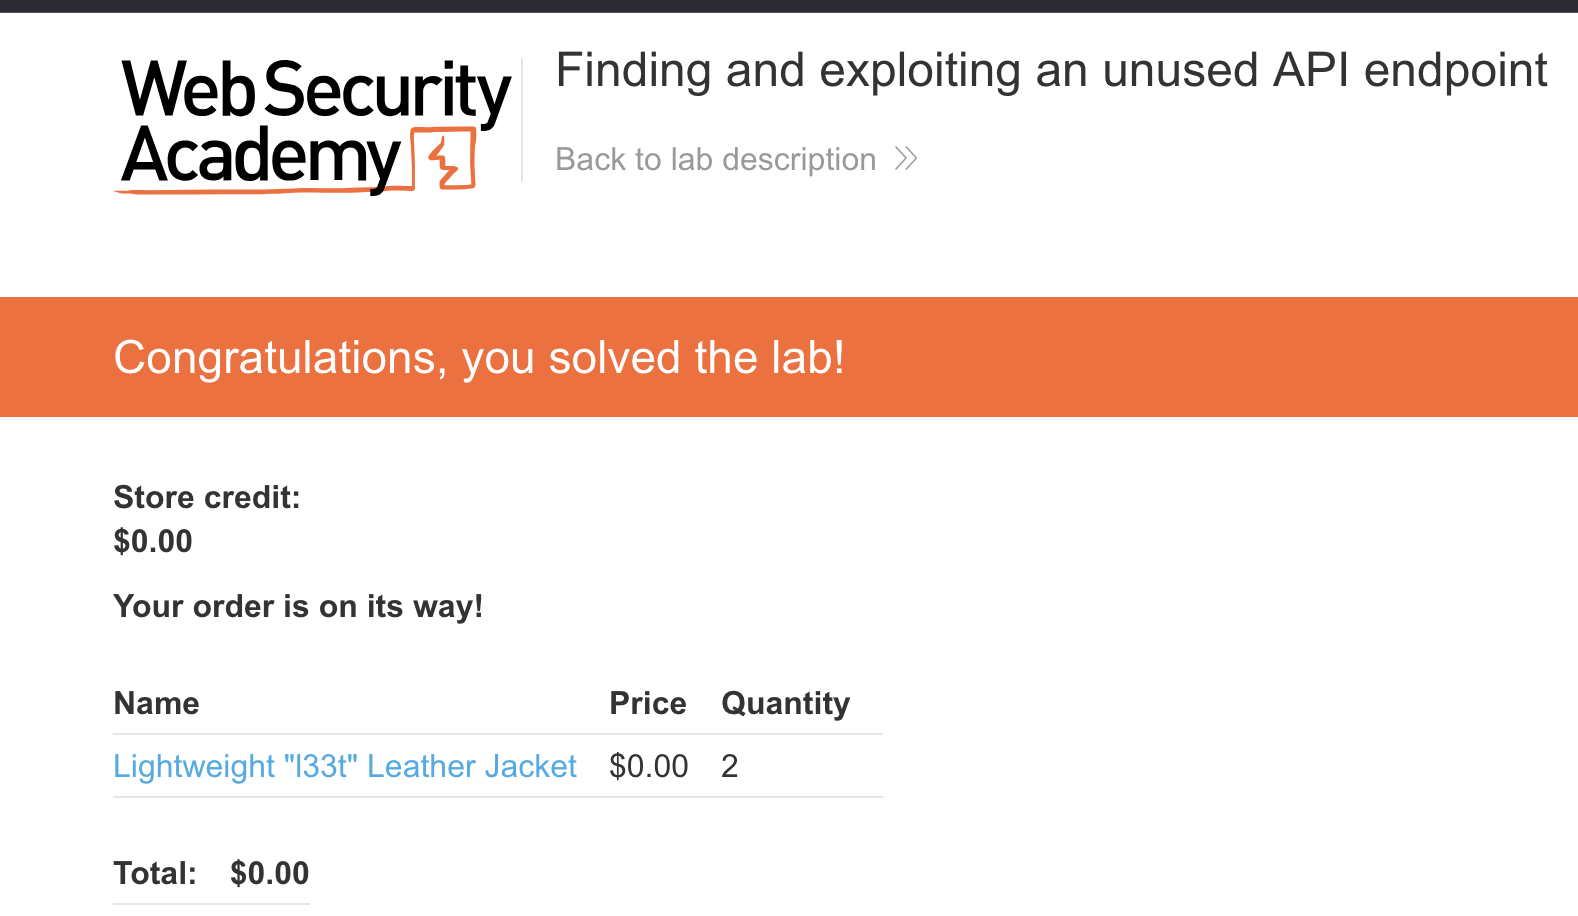 Web Security
Academy
Finding and exploiting an unused API endpoint
Back to lab description
Congratulations, you solved the lab!
Store credit:
$0.00
Your order is on its way!
Name Price Quantity
Lightweight "l33t" Leather Jacket $0.00 2
Total: $0.00